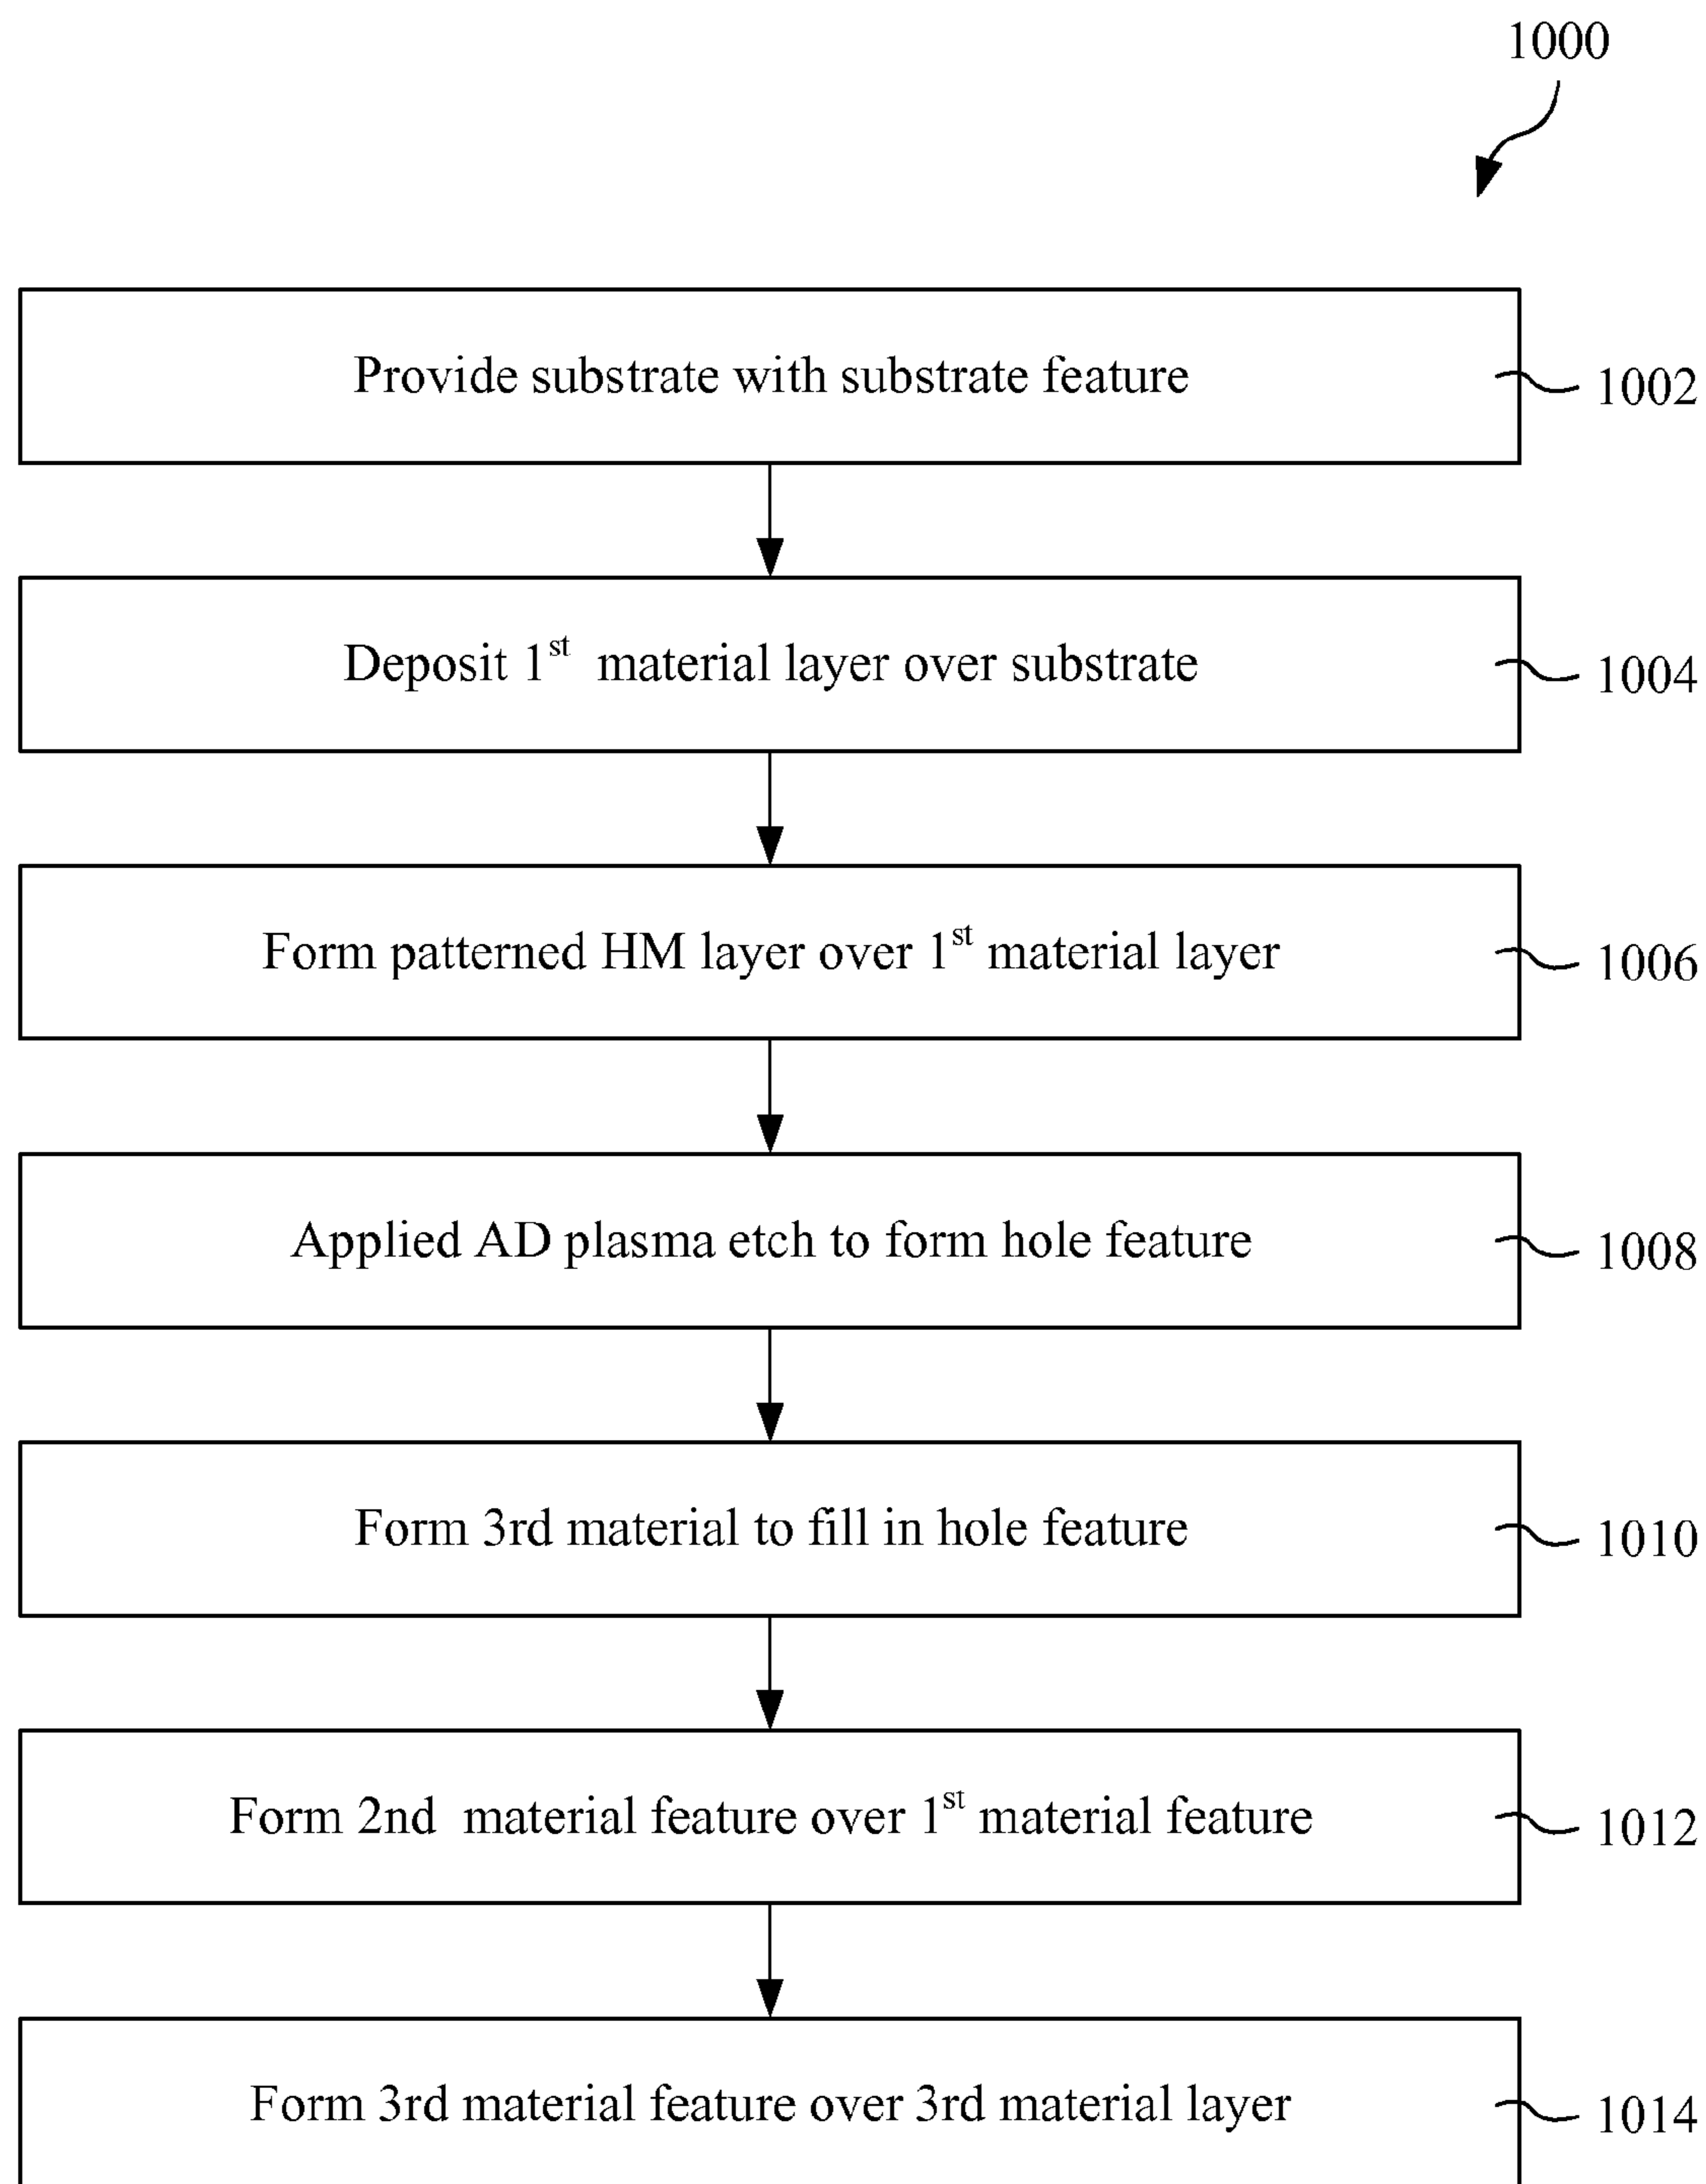 1000
Provide substrate with substrate feature
1002
Deposit 1st material layer over substrate
1004
Form patterned HM layer over 1st material layer
1006
Applied AD plasma etch to form hole feature
1008
Form 3rd material to fill in hole feature
1010
Form 2nd material feature over 1st material feature
1012
Form 3rd material feature over 3rd material layer
1014